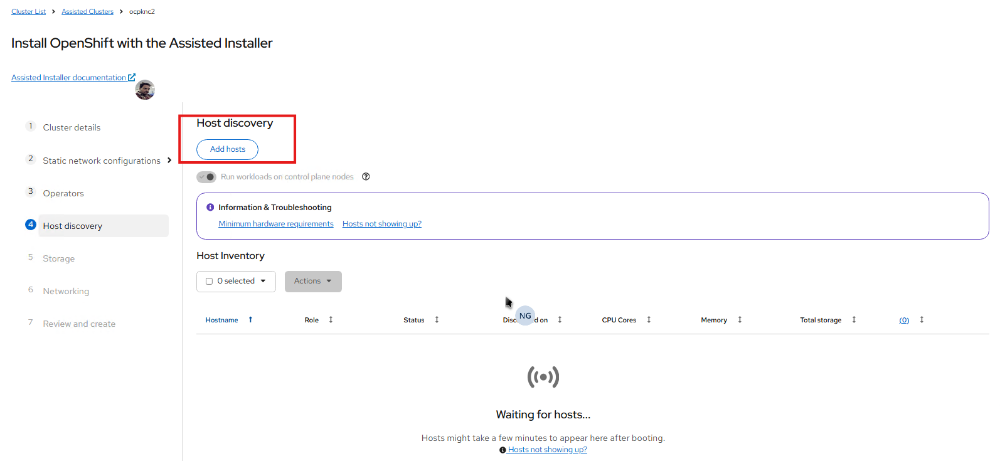 Cluster List > Assisted Clusters > ocpknc2
Install OpenShift with the Assisted Installer
Assisted Installer documentation
1 Cluster details
2 Static network configurations
3 Operators
4 Host discovery
5 Storage
6 Networking
7 Review and create
Host discovery
Add hosts
Run workloads on control plane nodes
Information & Troubleshooting
Minimum hardware requirements Hosts not showing up?
Host Inventory
0 selected Actions
Hostname Role Status NG on CPU Cores Memory Total storage (0)
Waiting for hosts...
Hosts might take a few minutes to appear here after booting.
Hosts not showing up?